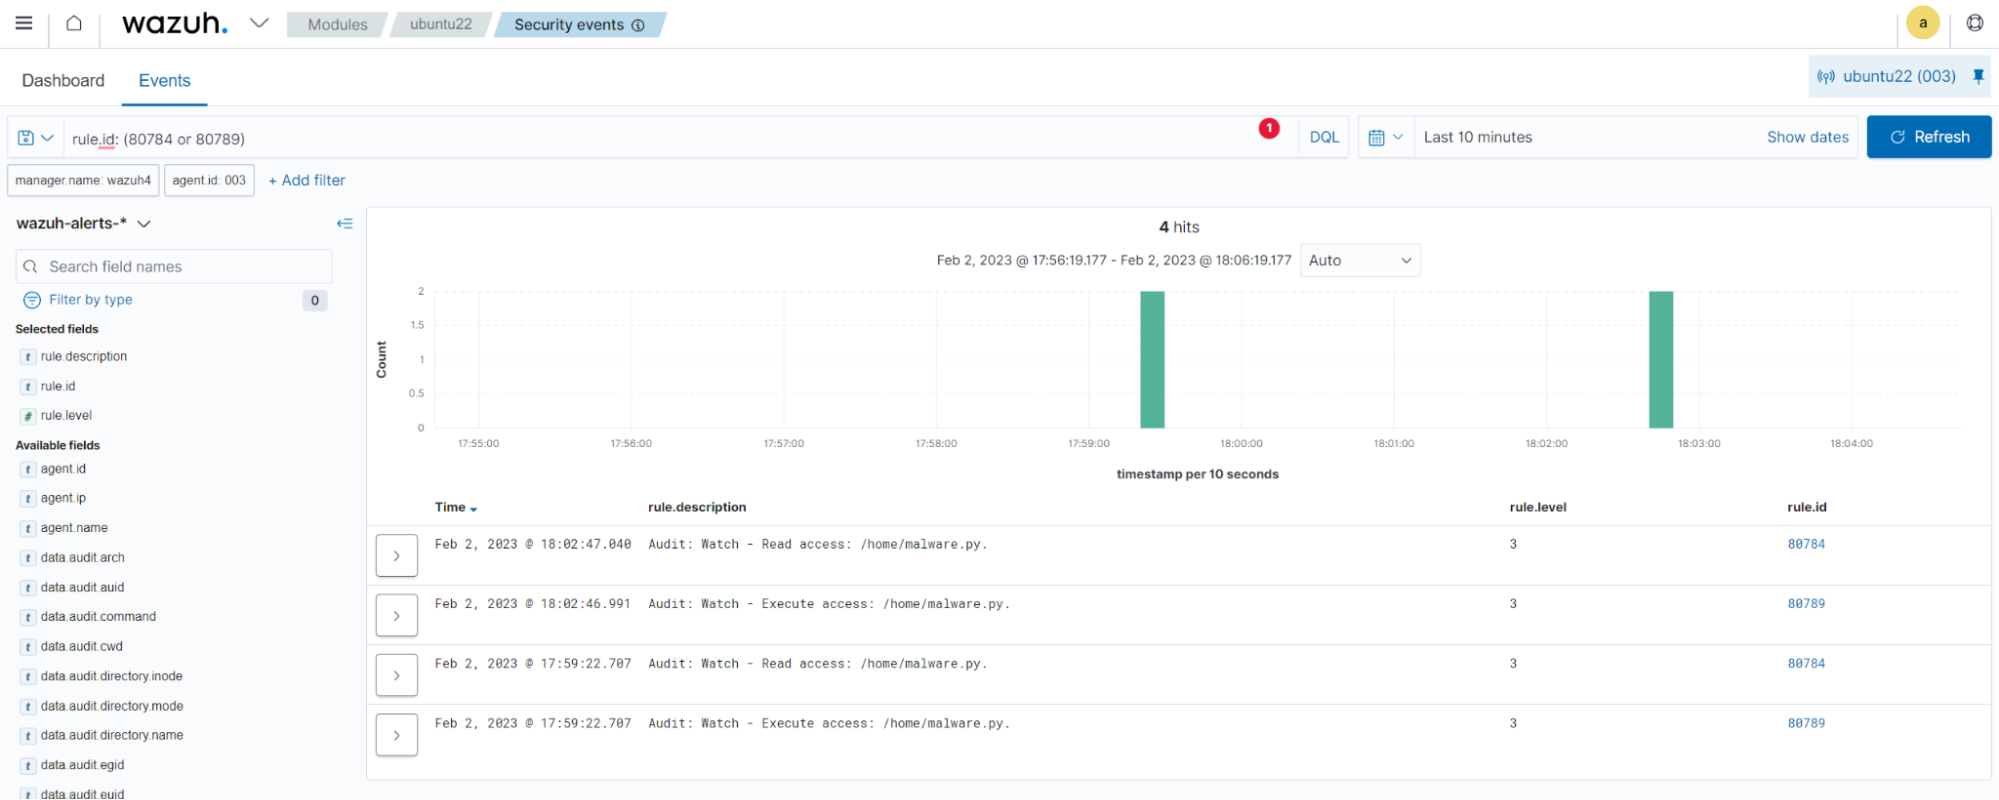 wazuh. Modules ubuntu22 Security events a
Dashboard Events ubuntu22 (003)
rule.id: (80784 or 80789) 1 DQL Last 10 minutes Show dates Refresh
manager.name: wazuh4 agent.id: 003 + Add filter
wazuh-alerts-*
Search field names
Filter by type 0
Selected fields
t rule.description
t rule.id
# rule.level
Available fields
t agent.id
t agent.ip
t agent.name
t data.audit.arch
t data.audit.auid
t data.audit.command
t data.audit.cwd
t data.audit.directory.inode
t data.audit.directory.mode
t data.audit.directory.name
t data.audit.egid
t data.audit.euid
4 hits
Feb 2, 2023 @ 17:56:19.177 - Feb 2, 2023 @ 18:06:19.177 Auto
Count
2
1.5
1
0.5
0
17:55:00 17:56:00 17:57:00 17:58:00 17:59:00 18:00:00 18:01:00 18:02:00 18:03:00 18:04:00
timestamp per 10 seconds
Time rule.description rule.level rule.id
Feb 2, 2023 @ 18:02:47.040 Audit: Watch - Read access: /home/malware.py. 3 80784
Feb 2, 2023 @ 18:02:46.991 Audit: Watch - Execute access: /home/malware.py. 3 80789
Feb 2, 2023 @ 17:59:22.707 Audit: Watch - Read access: /home/malware.py. 3 80784
Feb 2, 2023 @ 17:59:22.707 Audit: Watch - Execute access: /home/malware.py. 3 80789